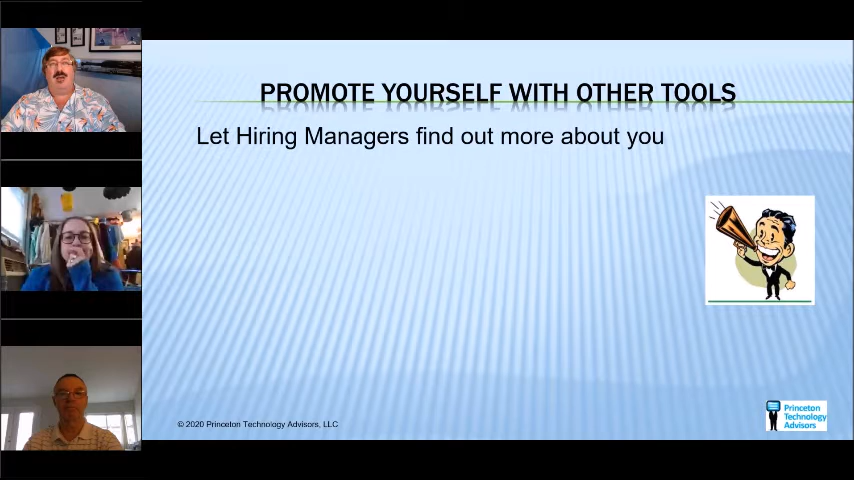 PROMOTE YOURSELF WITH OTHER TOOLS
Let Hiring Managers find out more about you
© 2020 Princeton Technology Advisors, LLC
Princeton
Technology
Advisors